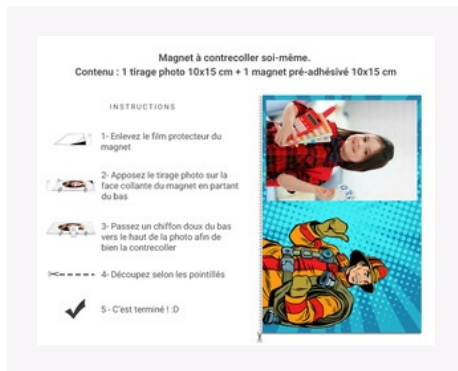 Magnet à contrecoller soi-même.
Contenu : 1 tirage photo 10x15 cm + 1 magnet pré-adhésivé 10x15 cm
INSTRUCTIONS
1- Enlevez le film protecteur du
magnet
2- Apposez le tirage photo sur la
face collante du magnet en partant
du bas
3- Passez un chiffon doux du bas
vers le haut de la photo afin de
bien la contrecoller
4- Découpez selon les pointillés
5 - C'est terminé ! :D